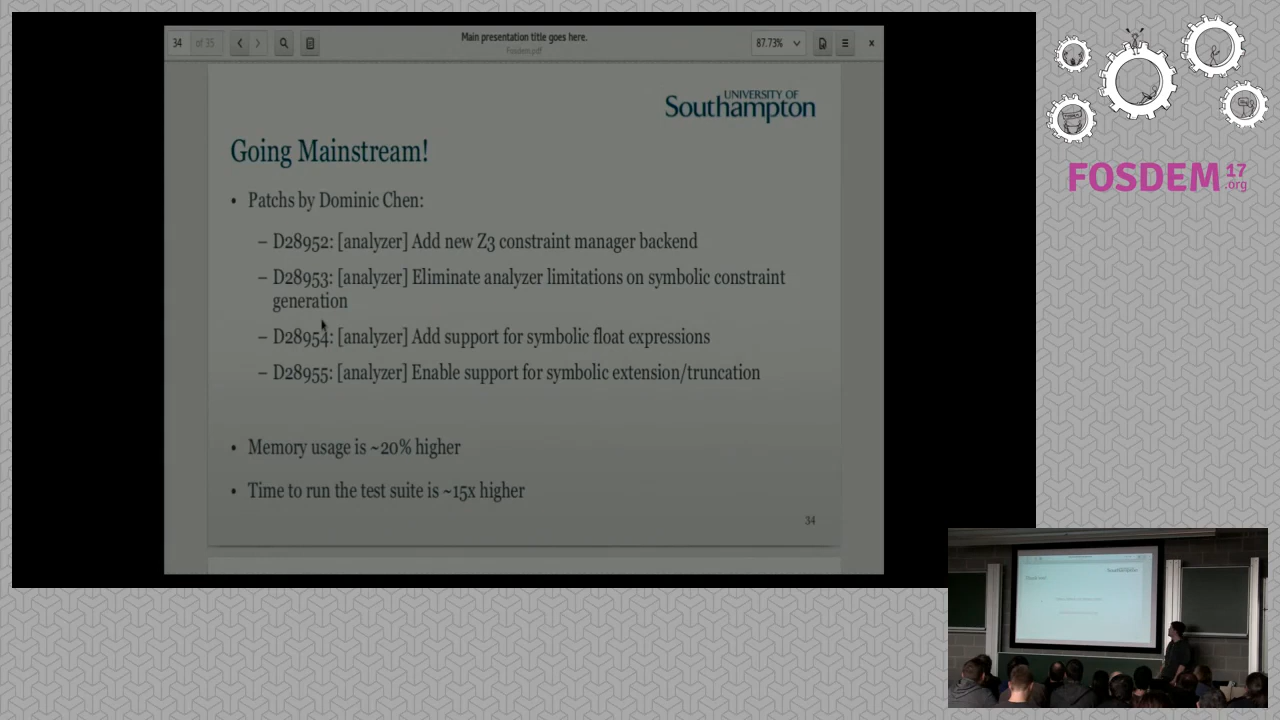 34 of 35
Main presentation title goes here.
Fosdem.pdf
87.73%
UNIVERSITY OF
Southampton
Going Mainstream!
• Patchs by Dominic Chen:
– D28952: [analyzer] Add new Z3 constraint manager backend
– D28953: [analyzer] Eliminate analyzer limitations on symbolic constraint
generation
– D28954: [analyzer] Add support for symbolic float expressions
– D28955: [analyzer] Enable support for symbolic extension/truncation
• Memory usage is ~20% higher
• Time to run the test suite is ~15x higher
34
FOSDEM 17
.org